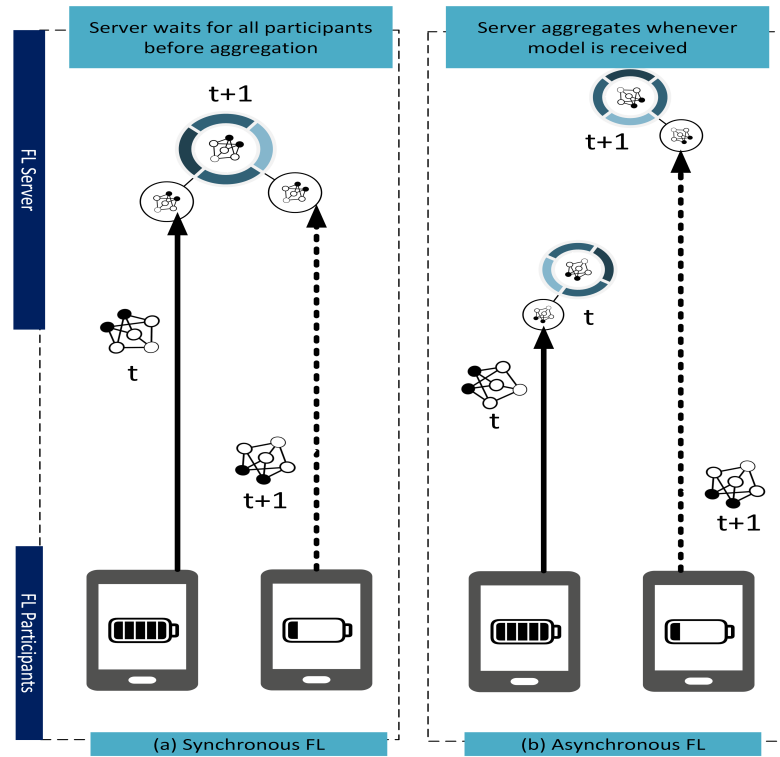 Server waits for all participants
before aggregation
t+1
t
t+1
FL Server
FL Participants
(a) Synchronous FL
Server aggregates whenever
model is received
t+1
t
t
t+1
(b) Asynchronous FL